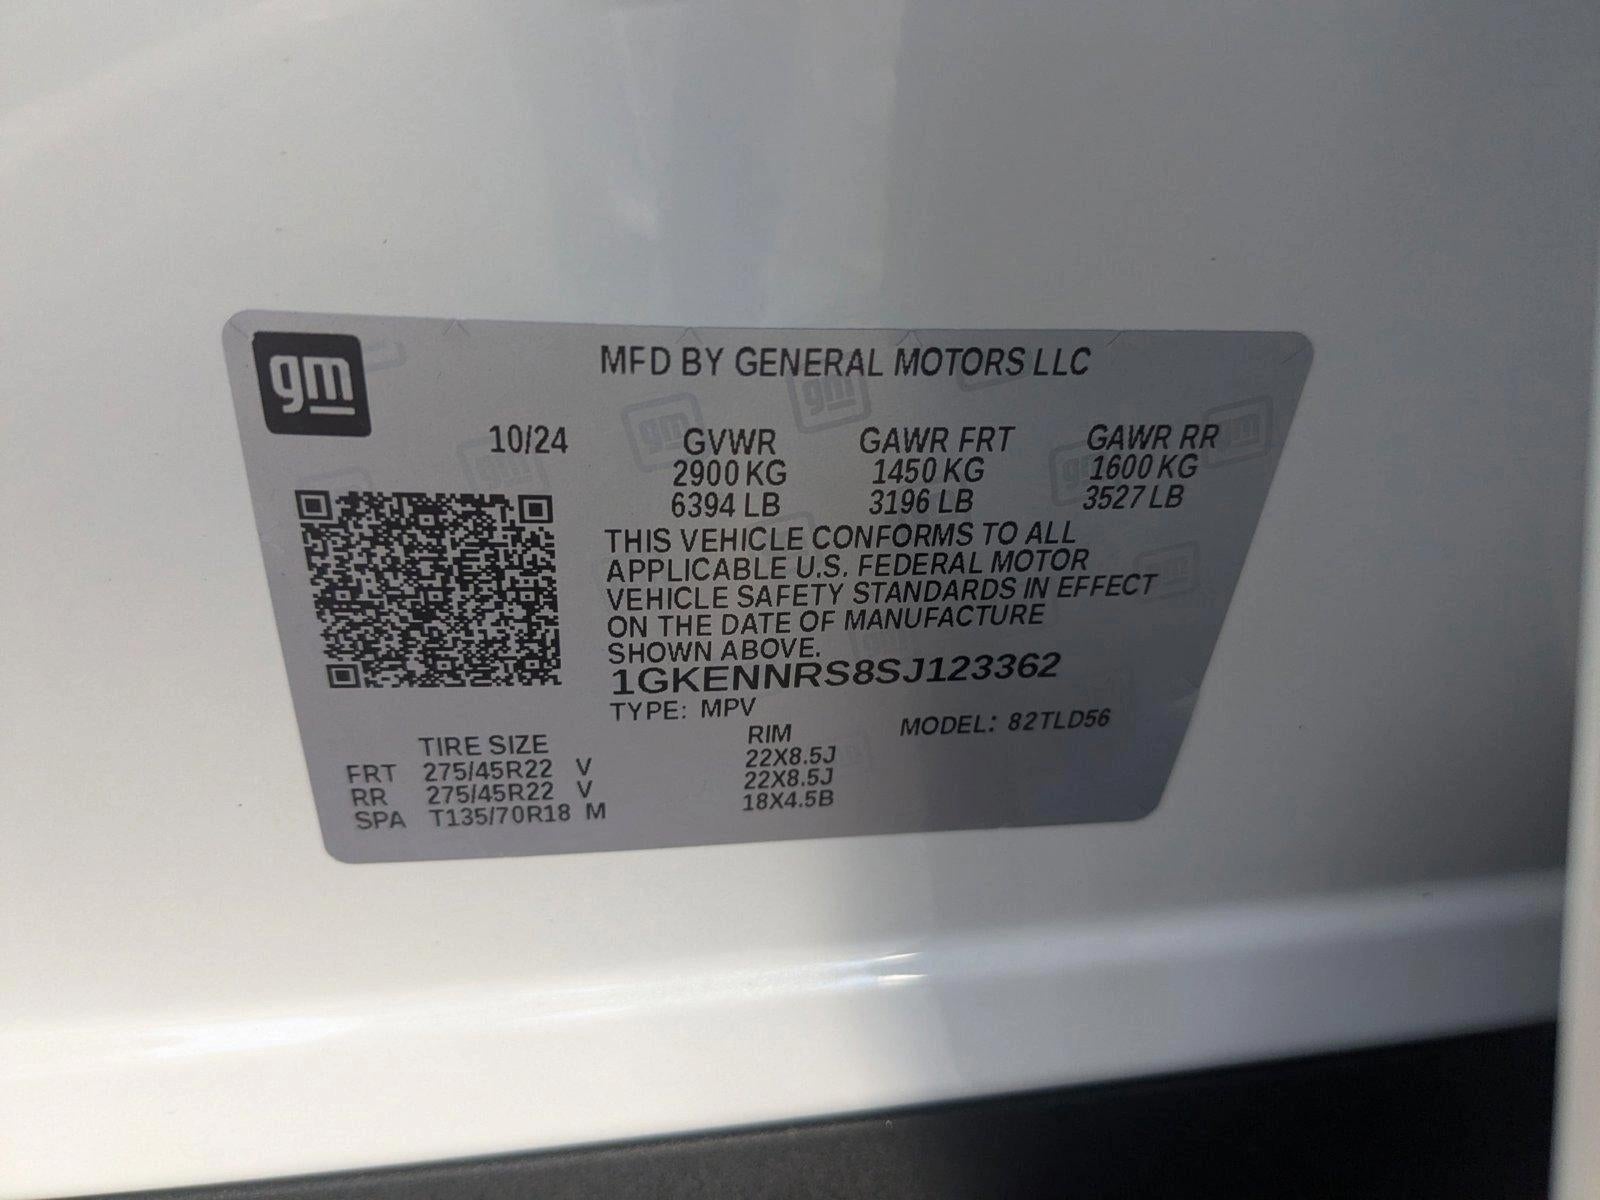 gm
MFD BY GENERAL MOTORS LLC
10/24 GVWR GAWR FRT GAWR RR
2900 KG 1450 KG 1600 KG
6394 LB 3196 LB 3527 LB
THIS VEHICLE CONFORMS TO ALL
APPLICABLE U.S. FEDERAL MOTOR
VEHICLE SAFETY STANDARDS IN EFFECT
ON THE DATE OF MANUFACTURE
SHOWN ABOVE.
1GKENNRS8SJ123362
TYPE: MPV
MODEL: 82TLD56
TIRE SIZE RIM
FRT 275/45R22 V 22X8.5J
RR 275/45R22 V 22X8.5J
SPA T135/70R18 M 18X4.5B